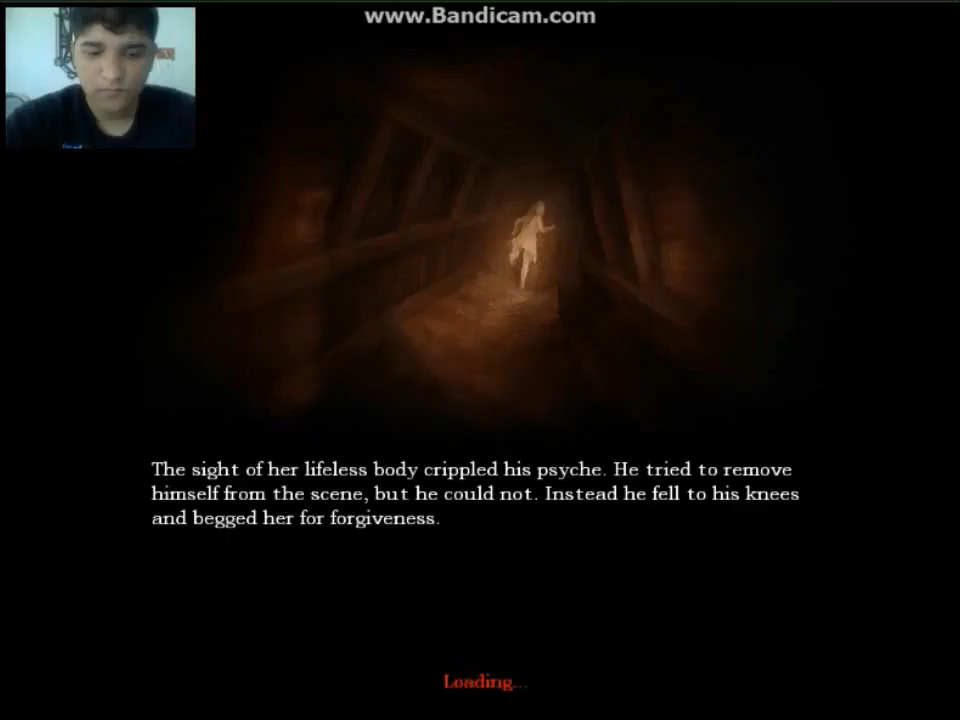 www.Bandicam.com
The sight of her lifeless body crippled his psyche. He tried to remove
himself from the scene, but he could not. Instead he fell to his knees
and begged her for forgiveness.
Loading...